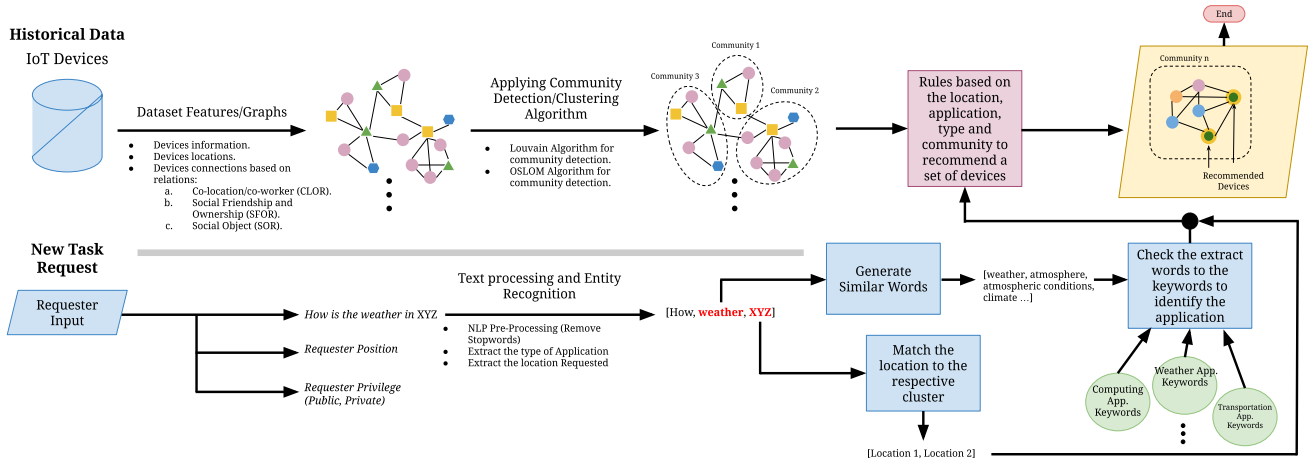 Historical Data
IoT Devices
Dataset Features/Graphs
● Devices information.
● Devices locations.
● Devices connections based on
relations:
a. Co-location/co-worker (CLOR).
b. Social Friendship and
Ownership (SFOR).
c. Social Object (SOR).
Applying Community
Detection/Clustering
Algorithm
● Louvain Algorithm for
community detection.
● OSLOM Algorithm for
community detection.
Community 1
Community 3
Community 2
Rules based on
the location,
application,
type and
community to
recommend a
set of devices
End
Community n
Recommended
Devices
New Task
Request
Requester
Input
How is the weather in XYZ
Requester Position
Requester Privilege
(Public, Private)
Text processing and Entity
Recognition
● NLP Pre-Processing (Remove
Stopwords)
● Extract the type of Application
● Extract the location Requested
[How, weather, XYZ]
Generate
Similar Words
[weather, atmosphere,
atmospheric conditions,
climate ...]
Check the extract
words to the
keywords to
identify the
application
Match the
location to the
respective
cluster
[Location 1, Location 2]
Computing
App.
Keywords
Weather App.
Keywords
Transportation
App.
Keywords